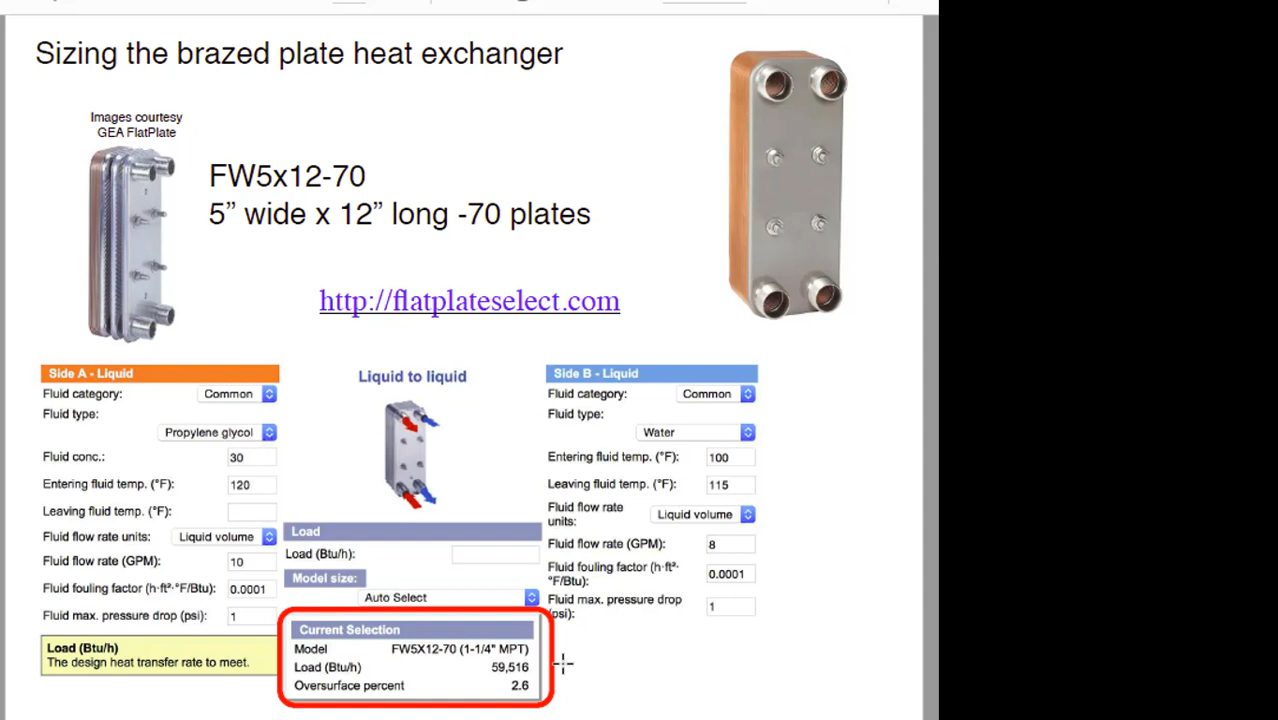 Sizing the brazed plate heat exchanger
Images courtesy
GEA FlatPlate
FW5x12-70
5” wide x 12” long -70 plates
http://flatplateselect.com
Side A - Liquid
Fluid category: Common
Fluid type:
Propylene glycol
Fluid conc.: 30
Entering fluid temp. (°F): 120
Leaving fluid temp. (°F):
Fluid flow rate units: Liquid volume
Fluid flow rate (GPM): 10
Fluid fouling factor (h·ft²·°F/Btu): 0.0001
Fluid max. pressure drop (psi): 1
Load (Btu/h)
The design heat transfer rate to meet.
Liquid to liquid
Load
Load (Btu/h):
Model size:
Auto Select
Current Selection
Model FW5X12-70 (1-1/4" MPT)
Load (Btu/h) 59,516
Oversurface percent 2.6
Side B - Liquid
Fluid category: Common
Fluid type:
Water
Entering fluid temp. (°F): 100
Leaving fluid temp. (°F): 115
Fluid flow rate
units: Liquid volume
Fluid flow rate (GPM): 8
Fluid fouling factor (h·ft²·
°F/Btu): 0.0001
Fluid max. pressure drop
(psi): 1